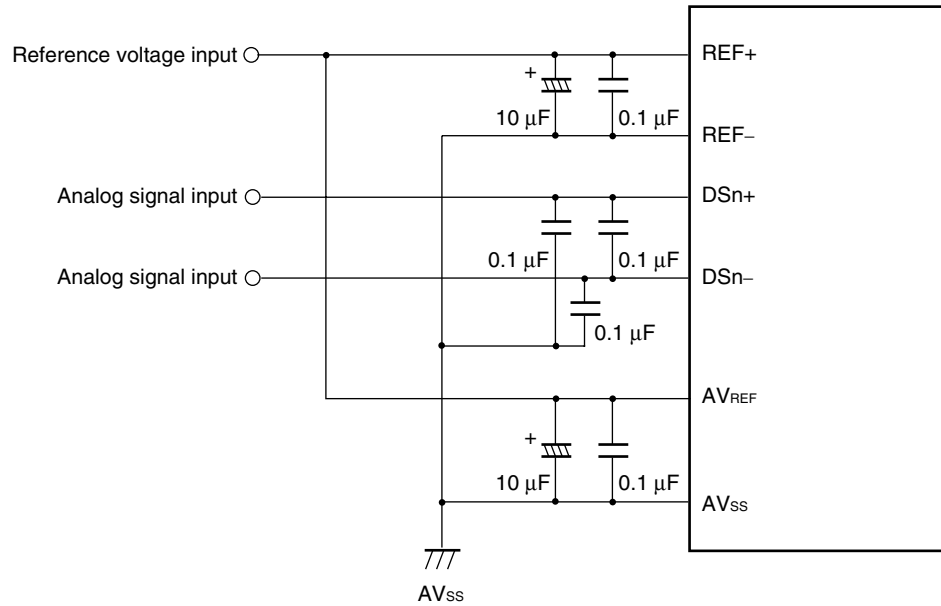 Reference voltage input
REF+
+
10 μF
0.1 μF
REF−
Analog signal input
DSn+
0.1 μF
0.1 μF
Analog signal input
DSn−
0.1 μF
AVREF
+
10 μF
0.1 μF
AVSS
AVSS